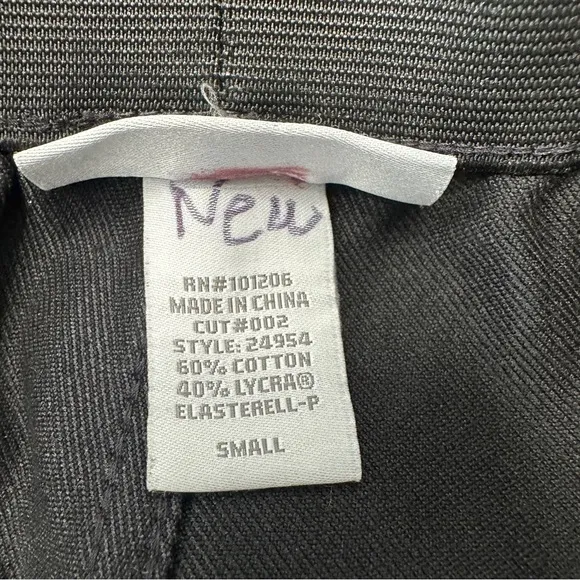 New
RN#101206
MADE IN CHINA
CUT#002
STYLE: 24954
60% COTTON
40% LYCRA®
ELASTERELL-P
SMALL